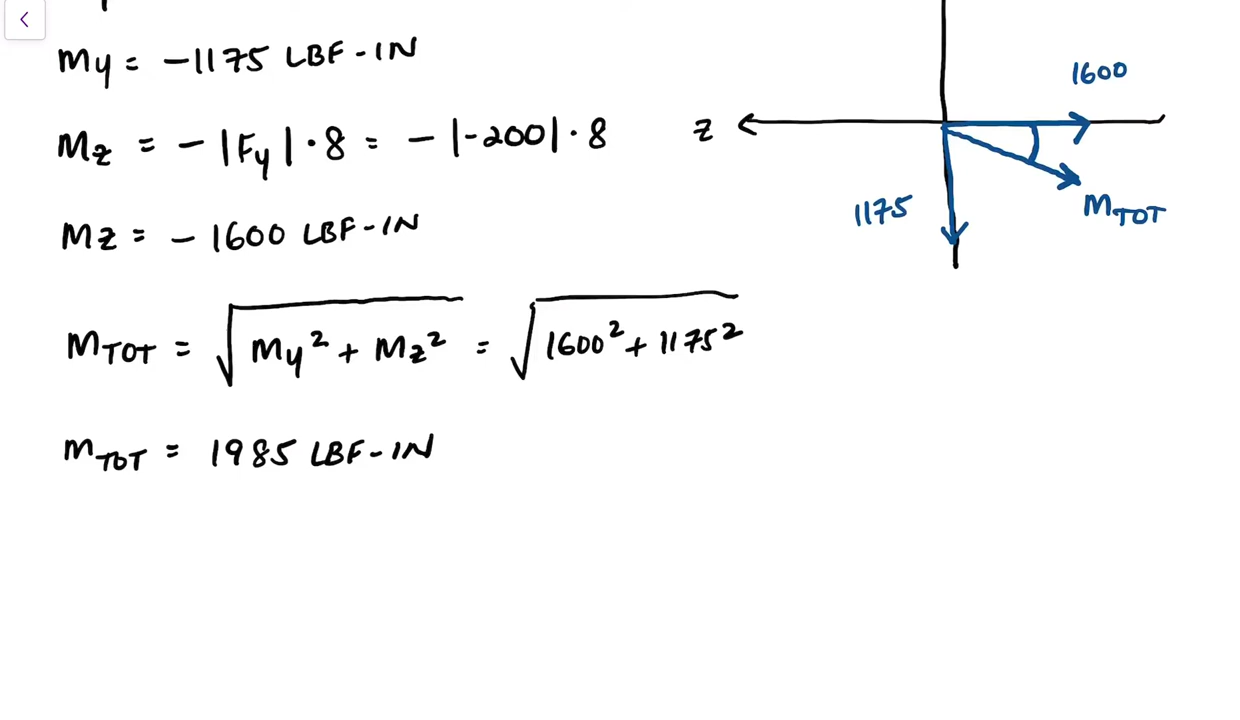 My = -1175 LBF-IN
Mz = -|Fy|·8 = -|-200|·8
Mz = -1600 LBF-IN
MTOT = √My² + Mz² = √1600² + 1175²
MTOT = 1985 LBF-IN
1600
z
1175
MTOT